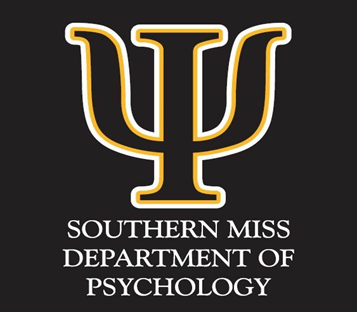 Ψ
SOUTHERN MISS
DEPARTMENT OF
PSYCHOLOGY